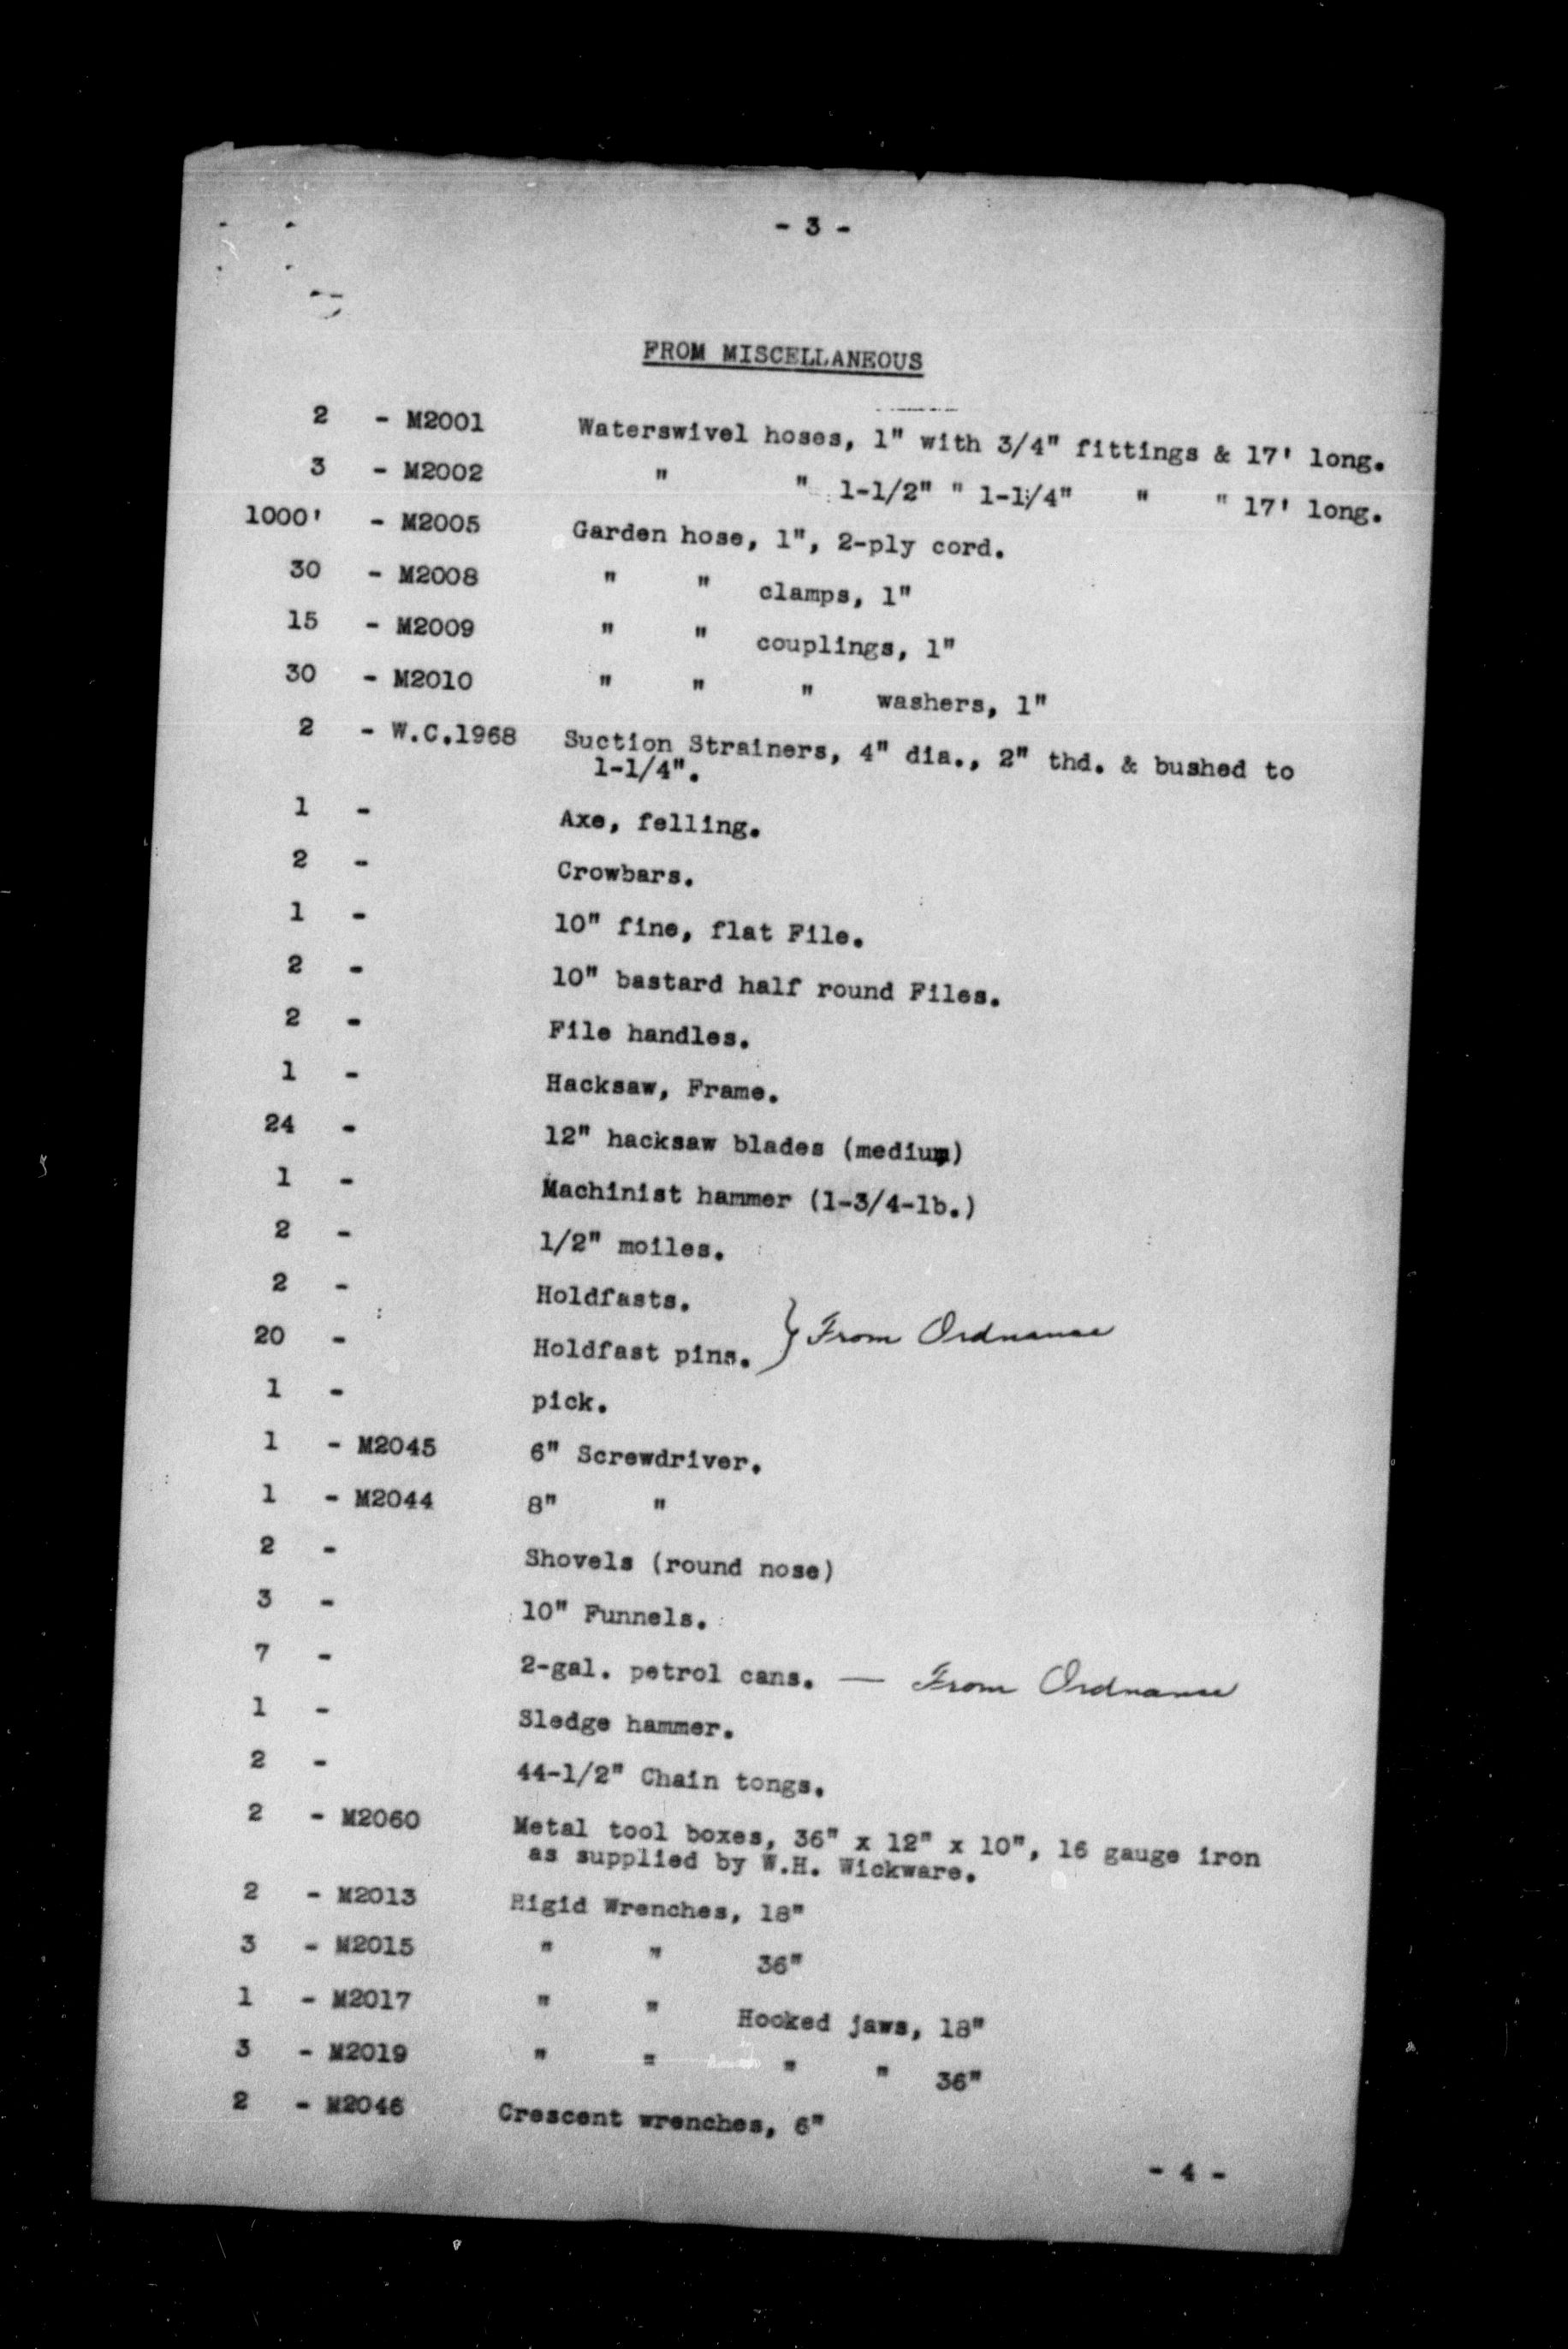 - 3 -
FROM MISCELLANEOUS
2 - M2001 Waterswivel hoses, 1" with 3/4" fittings & 17' long.
3 - M2002 " " 1-1/2" " 1-1/4" " " 17' long.
1000' - M2005 Garden hose, 1", 2-ply cord.
30 - M2008 " " clamps, 1"
15 - M2009 " " couplings, 1"
30 - M2010 " " " washers, 1"
2 - W.C.1968 Suction Strainers, 4" dia., 2" thd. & bushed to
1-1/4".
1 - Axe, felling.
2 - Crowbars.
1 - 10" fine, flat File.
2 - 10" bastard half round Files.
2 - File handles.
1 - Hacksaw, Frame.
24 - 12" hacksaw blades (medium)
1 - Machinist hammer (1-3/4-lb.)
2 - 1/2" moiles.
2 - Holdfasts.
} From Ordnance
20 - Holdfast pins.
1 - pick.
1 - M2045 6" Screwdriver.
1 - M2044 8" "
2 - Shovels (round nose)
3 - 10" Funnels.
7 - 2-gal. petrol cans. — From Ordnance
1 - Sledge hammer.
2 - 44-1/2" Chain tongs.
2 - M2060 Metal tool boxes, 36" x 12" x 10", 16 gauge iron
as supplied by W.H. Wickware.
2 - M2013 Rigid Wrenches, 18"
3 - M2015 " " 36"
1 - M2017 " " Hooked jaws, 18"
3 - M2019 " " " " 36"
2 - M2046 Crescent wrenches, 6"
- 4 -